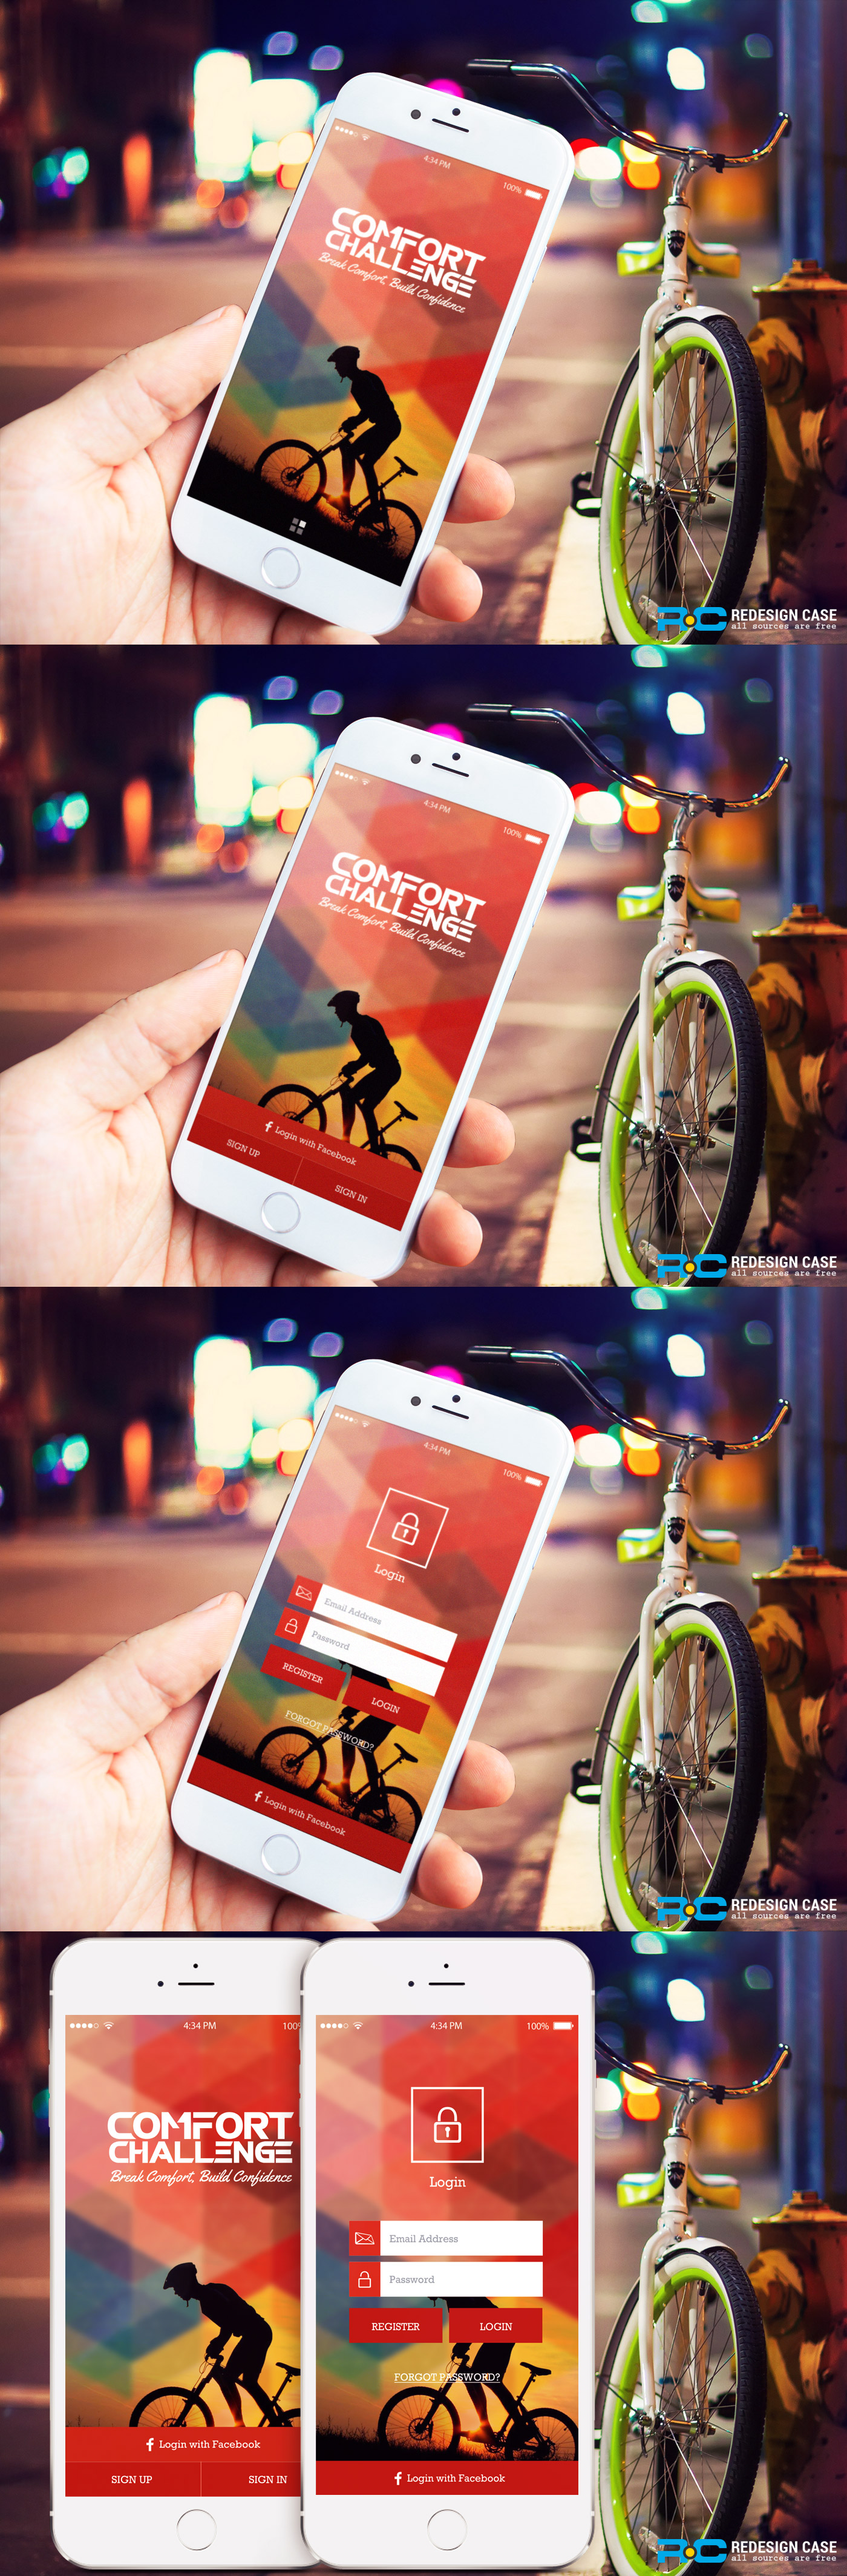 4:34 PM
100%
COMFORT
CHALLENGE
Break Comfort, Build Confidence
REDESIGN CASE
all sources are free
4:34 PM
100%
COMFORT
CHALLENGE
Break Comfort, Build Confidence
Login with Facebook
SIGN UP
SIGN IN
REDESIGN CASE
all sources are free
4:34 PM
100%
Login
Email Address
Password
REGISTER
LOGIN
FORGOT PASSWORD?
Login with Facebook
REDESIGN CASE
all sources are free
4:34 PM
100%
COMFORT
CHALLENGE
Break Comfort, Build Confidence
Login with Facebook
SIGN UP
SIGN IN
4:34 PM
100%
Login
Email Address
Password
REGISTER
LOGIN
FORGOT PASSWORD?
Login with Facebook
REDESIGN CASE
all sources are free